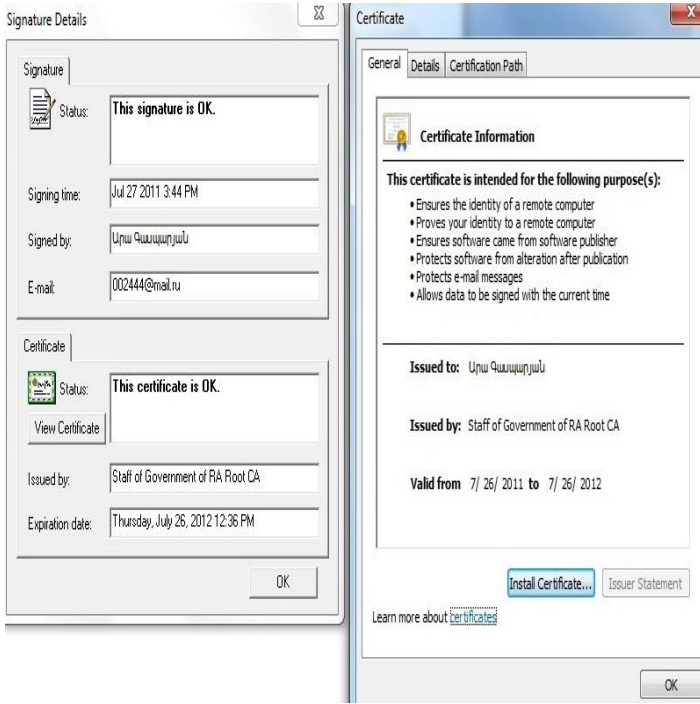 Signature Details
Signature
Status:
This signature is OK.
Signing time:
Jul 27 2011 3:44 PM
Signed by:
Արա Գասպարյան
E-mail:
002444@mail.ru
Certificate
Status:
This certificate is OK.
View Certificate
Issued by:
Staff of Government of RA Root CA
Expiration date:
Thursday, July 26, 2012 12:36 PM
OK
Certificate
General Details Certification Path
Certificate Information
This certificate is intended for the following purpose(s):
• Ensures the identity of a remote computer
• Proves your identity to a remote computer
• Ensures software came from software publisher
• Protects software from alteration after publication
• Protects e-mail messages
• Allows data to be signed with the current time
Issued to: Արա Գասպարյան
Issued by: Staff of Government of RA Root CA
Valid from 7/ 26/ 2011 to 7/ 26/ 2012
Install Certificate... Issuer Statement
Learn more about certificates
OK